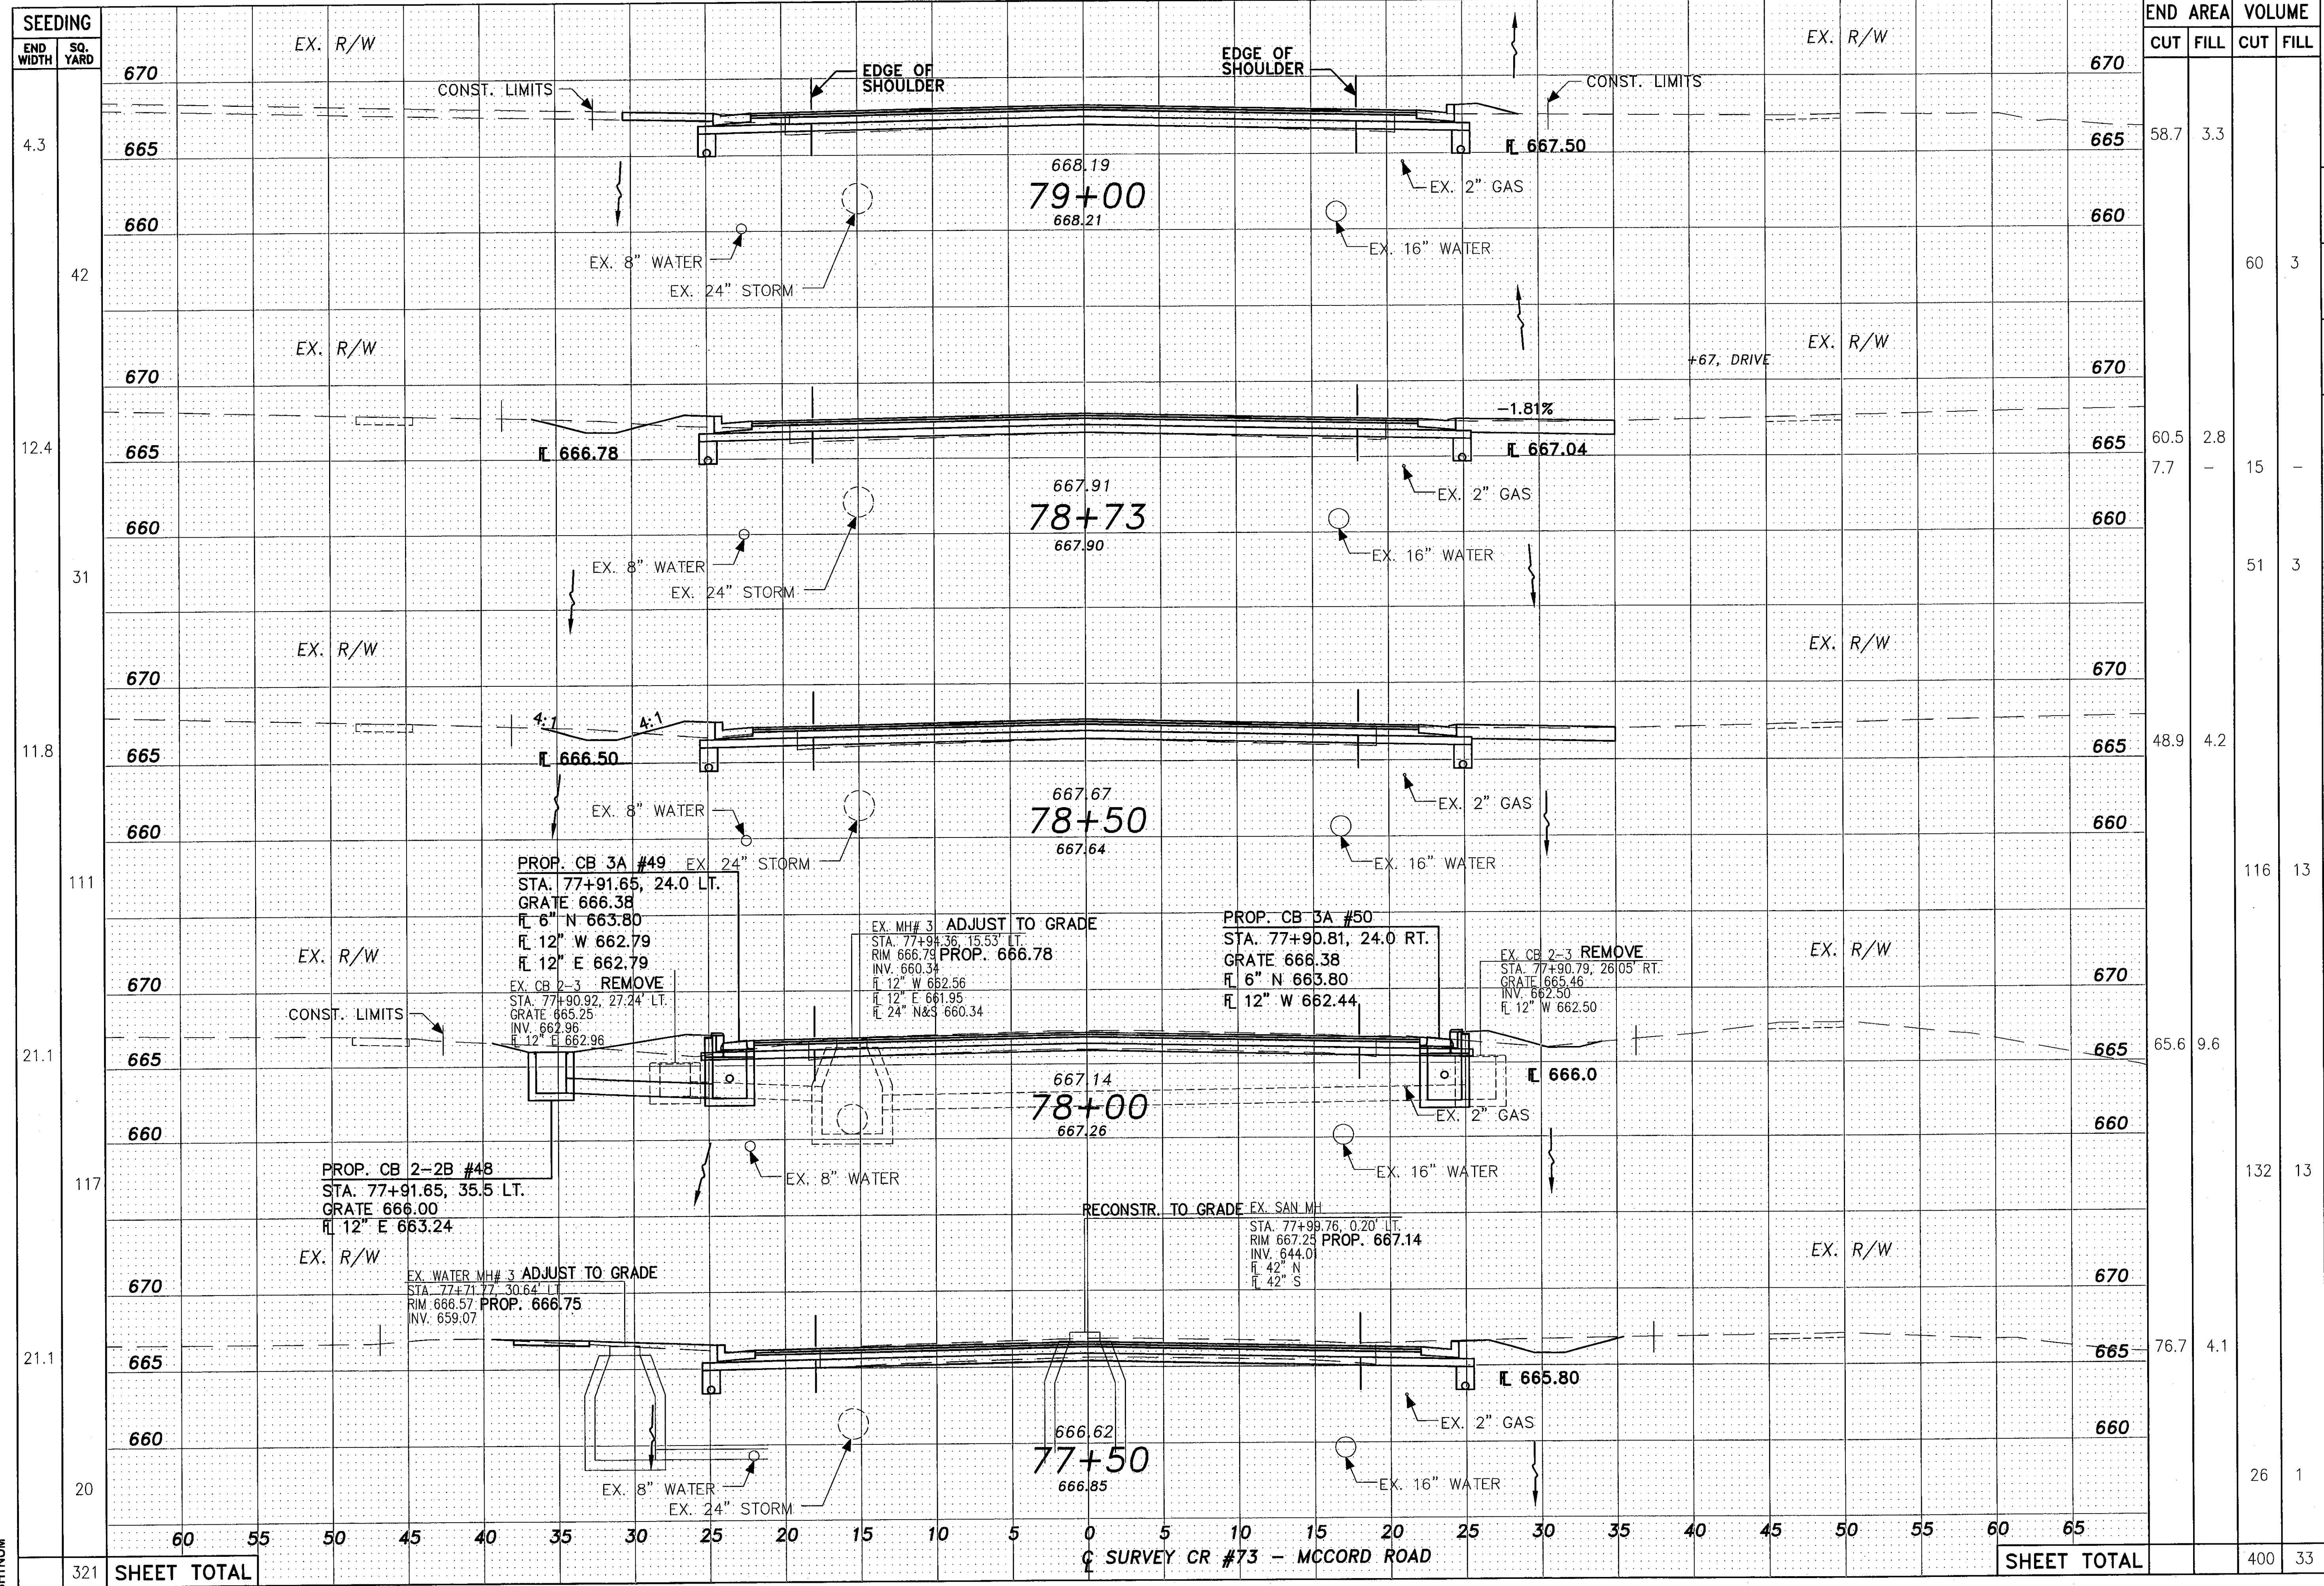 SEEDING
END WIDTH
SQ. YARD
END AREA
VOLUME
CUT
FILL
CUT
FILL
EX. R/W
EX. R/W
670
670
CONST. LIMITS
EDGE OF
SHOULDER
EDGE OF
SHOULDER
CONST. LIMITS
4.3
665
665
58.7
3.3
FL 667.50
668.19
79+00
668.21
EX. 2" GAS
660
660
EX. 8" WATER
EX. 24" STORM
EX. 16" WATER
42
60
3
EX. R/W
EX. R/W
+67, DRIVE
670
670
-1.81%
12.4
665
665
60.5
2.8
FL 666.78
FL 667.04
7.7
-
15
-
667.91
78+73
667.90
EX. 2" GAS
660
660
EX. 8" WATER
EX. 24" STORM
EX. 16" WATER
31
51
3
EX. R/W
EX. R/W
670
670
4:1
4:1
11.8
665
665
48.9
4.2
FL 666.50
667.67
78+50
667.64
EX. 8" WATER
EX. 2" GAS
660
660
EX. 24" STORM
EX. 16" WATER
111
116
13
PROP. CB 3A #49
STA. 77+91.65, 24.0 LT.
GRATE 666.38
FL 6" N 663.80
FL 12" W 662.79
FL 12" E 662.79
EX. CB 2-3 REMOVE
STA. 77+90.92, 27.24' LT.
GRATE 665.25
INV. 662.96
FL 12" E 662.96
EX. MH# 3 ADJUST TO GRADE
STA. 77+94.36, 15.53' LT.
RIM 666.79 PROP. 666.78
INV. 660.34
FL 12" W 662.56
FL 12" E 661.95
FL 24" N&S 660.34
PROP. CB 3A #50
STA. 77+90.81, 24.0 RT.
GRATE 666.38
FL 6" N 663.80
FL 12" W 662.44
EX. CB 2-3 REMOVE
STA. 77+90.79, 26.05' RT.
GRATE 665.46
INV. 662.50
FL 12" W 662.50
EX. R/W
EX. R/W
670
670
CONST. LIMITS
21.1
665
665
65.6
9.6
FL 666.0
667.14
78+00
667.26
EX. 2" GAS
660
660
EX. 8" WATER
EX. 16" WATER
PROP. CB 2-2B #48
STA. 77+91.65, 35.5 LT.
GRATE 666.00
FL 12" E 663.24
117
132
13
RECONSTR. TO GRADE EX. SAN MH
STA. 77+99.76, 0.20' LT.
RIM 667.25 PROP. 667.14
INV. 644.01
FL 42" N
FL 42" S
EX. R/W
EX. R/W
EX. WATER MH# 3 ADJUST TO GRADE
STA. 77+71.77, 30.64' LT.
RIM 666.57 PROP. 666.75
INV. 659.07
670
670
21.1
665
665
76.7
4.1
FL 665.80
666.62
77+50
666.85
EX. 2" GAS
660
660
EX. 8" WATER
EX. 24" STORM
EX. 16" WATER
20
26
1
60 55 50 45 40 35 30 25 20 15 10 5 0 5 10 15 20 25 30 35 40 45 50 55 60 65
CL SURVEY CR #73 - MCCORD ROAD
321
SHEET TOTAL
SHEET TOTAL
400
33